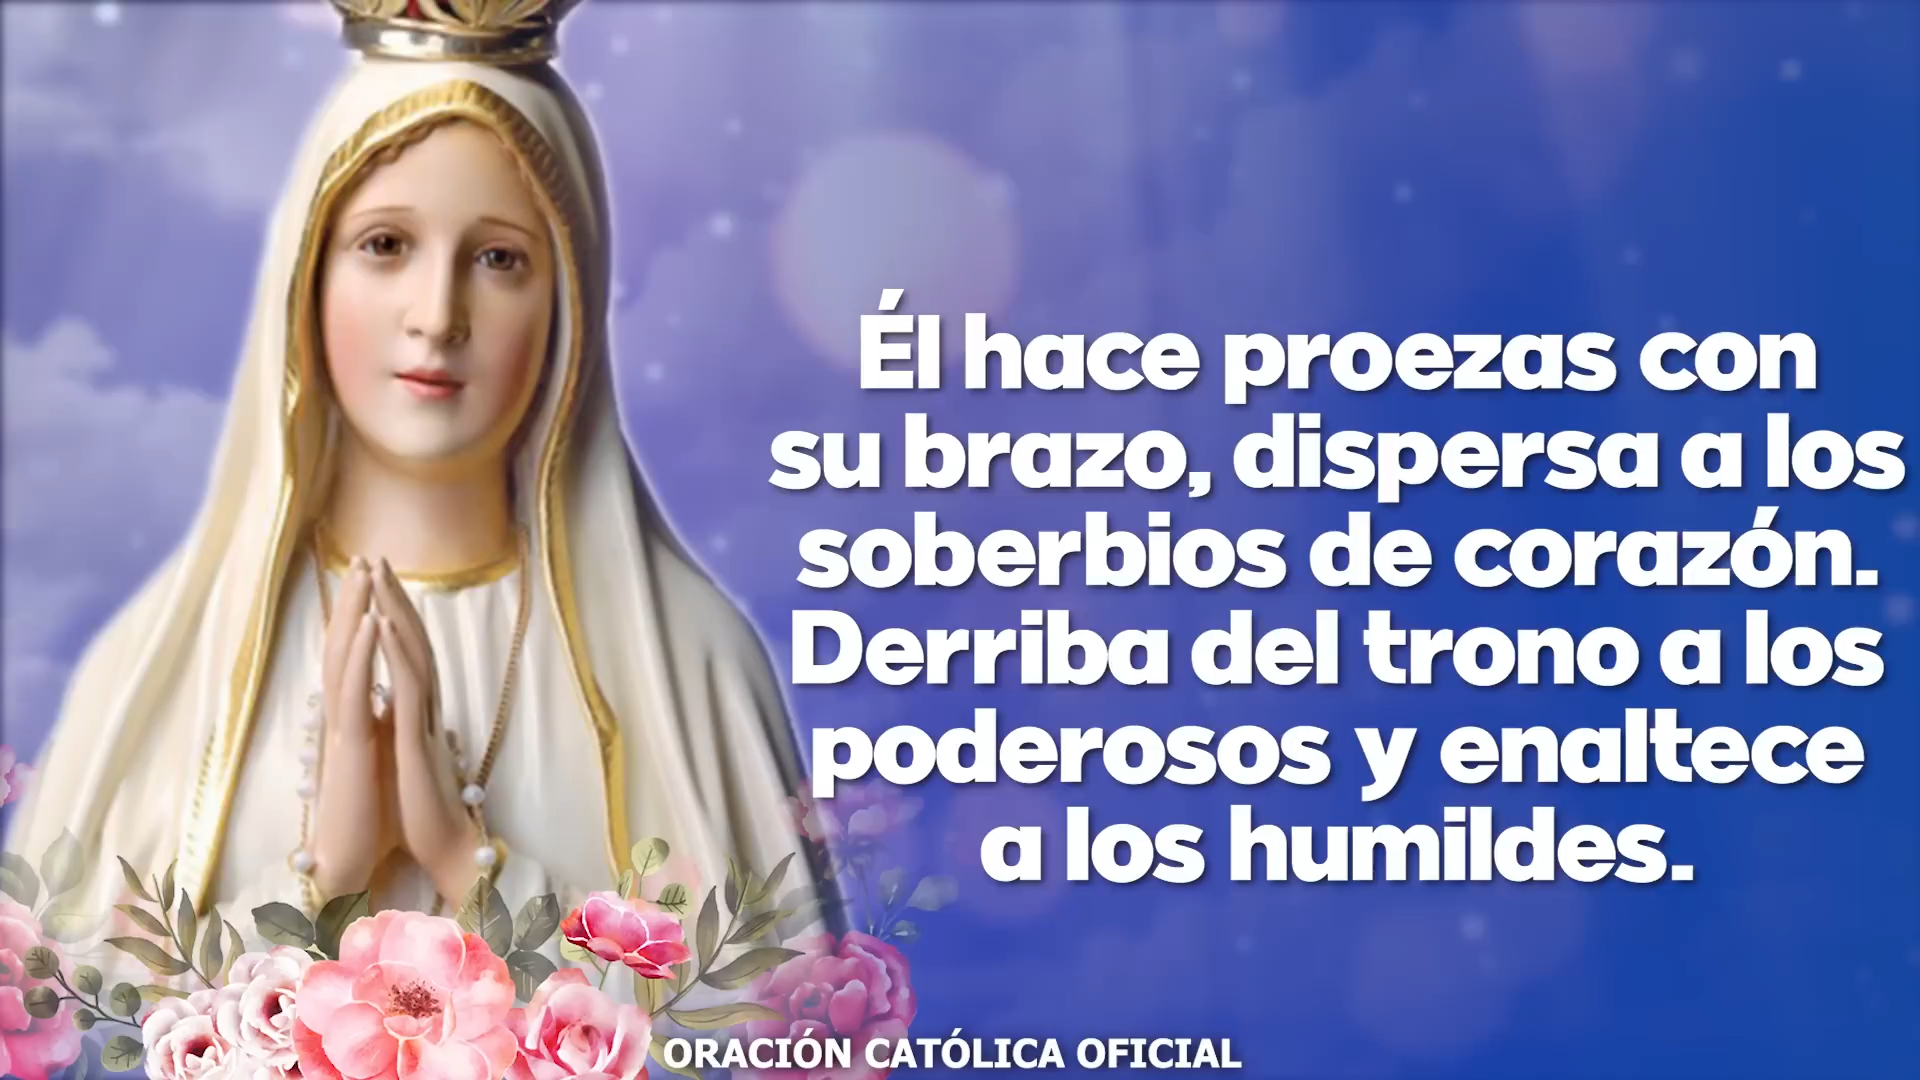 Él hace proezas con
su brazo, dispersa a los
soberbios de corazón.
Derriba del trono a los
poderosos y enaltece
a los humildes.
ORACIÓN CATÓLICA OFICIAL